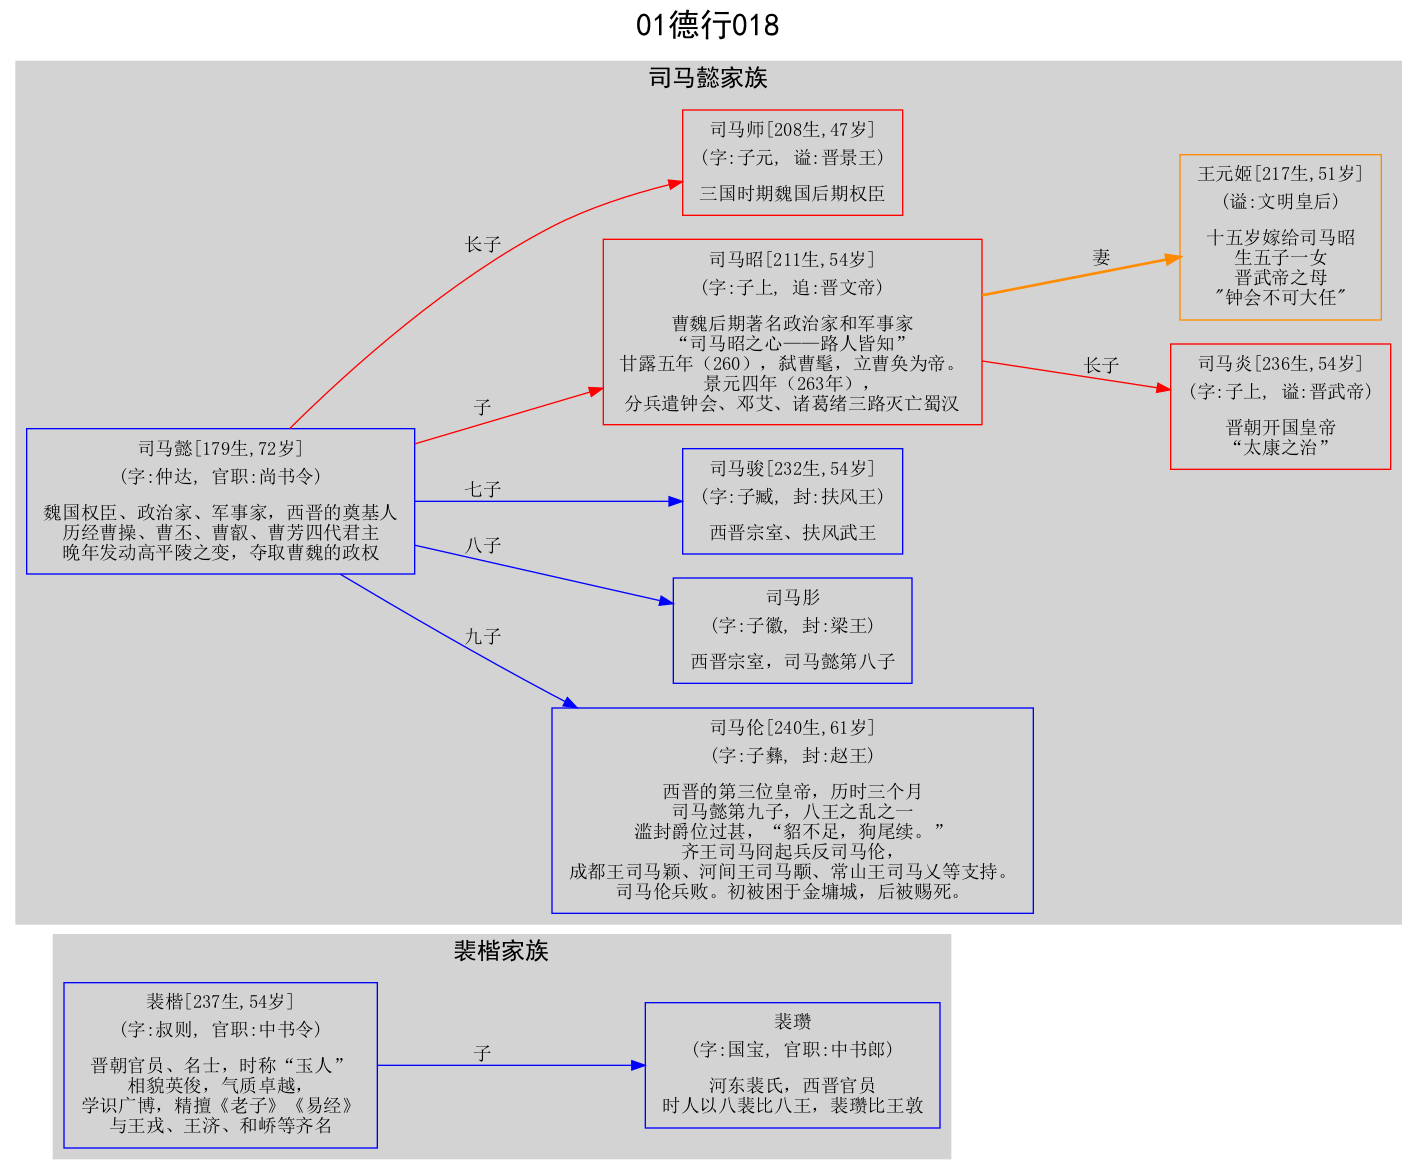 01德行018
司马懿家族
司马师[208生,47岁]
(字:子元, 谥:晋景王)
三国时期魏国后期权臣
王元姬[217生,51岁]
(谥:文明皇后)
十五岁嫁给司马昭
生五子一女
晋武帝之母
"钟会不可大任"
长子
司马昭[211生,54岁]
(字:子上, 追:晋文帝)
曹魏后期著名政治家和军事家
“司马昭之心——路人皆知”
甘露五年（260），弑曹髦，立曹奂为帝。
景元四年（263年），
分兵遣钟会、邓艾、诸葛绪三路灭亡蜀汉
妻
长子
司马炎[236生,54岁]
(字:子上, 谥:晋武帝)
晋朝开国皇帝
“太康之治”
子
司马懿[179生,72岁]
(字:仲达, 官职:尚书令)
魏国权臣、政治家、军事家，西晋的奠基人
历经曹操、曹丕、曹叡、曹芳四代君主
晚年发动高平陵之变，夺取曹魏的政权
七子
司马骏[232生,54岁]
(字:子臧, 封:扶风王)
西晋宗室、扶风武王
八子
司马肜
(字:子徽, 封:梁王)
西晋宗室，司马懿第八子
九子
司马伦[240生,61岁]
(字:子彝, 封:赵王)
西晋的第三位皇帝，历时三个月
司马懿第九子，八王之乱之一
滥封爵位过甚，“貂不足，狗尾续。”
齐王司马冏起兵反司马伦，
成都王司马颖、河间王司马颙、常山王司马乂等支持。
司马伦兵败。初被困于金墉城，后被赐死。
裴楷家族
裴楷[237生,54岁]
(字:叔则, 官职:中书令)
晋朝官员、名士，时称“玉人”
相貌英俊，气质卓越，
学识广博，精擅《老子》《易经》
与王戎、王济、和峤等齐名
子
裴瓒
(字:国宝, 官职:中书郎)
河东裴氏，西晋官员
时人以八裴比八王，裴瓒比王敦